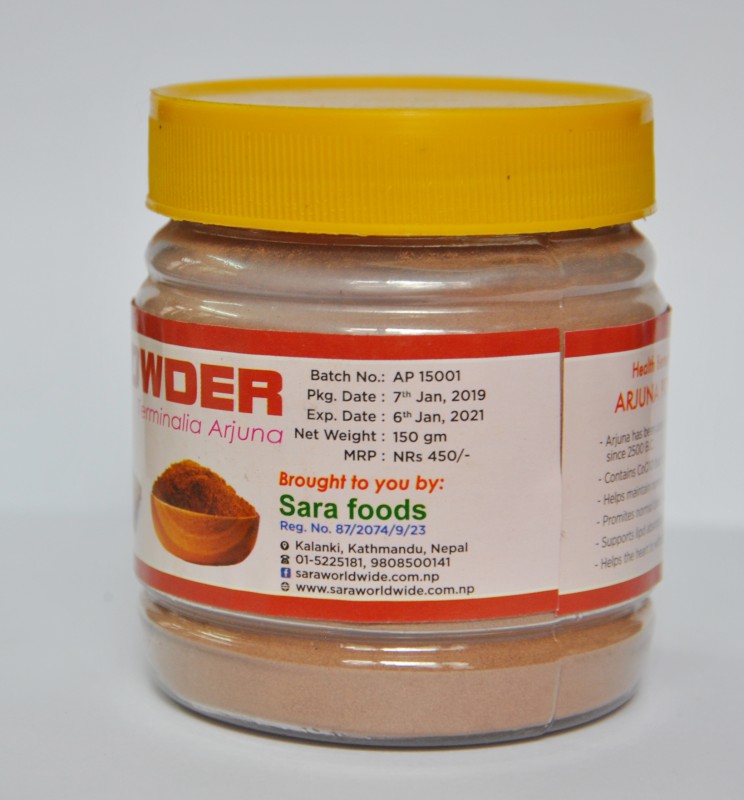 WDER
Terminalia Arjuna
Batch No.: AP 15001
Pkg. Date : 7th Jan, 2019
Exp. Date : 6th Jan, 2021
Net Weight : 150 gm
MRP : NRs 450/-
Brought to you by:
Sara foods
Reg. No. 87/2074/9/23
Kalanki, Kathmandu, Nepal
01-5225181, 9808500141
saraworldwide.com.np
www.saraworldwide.com.np
Health
ARJUNA
- Arjuna has
since 2500
- Contains
- Helps maintain
- Promites
- Supports
- Helps the